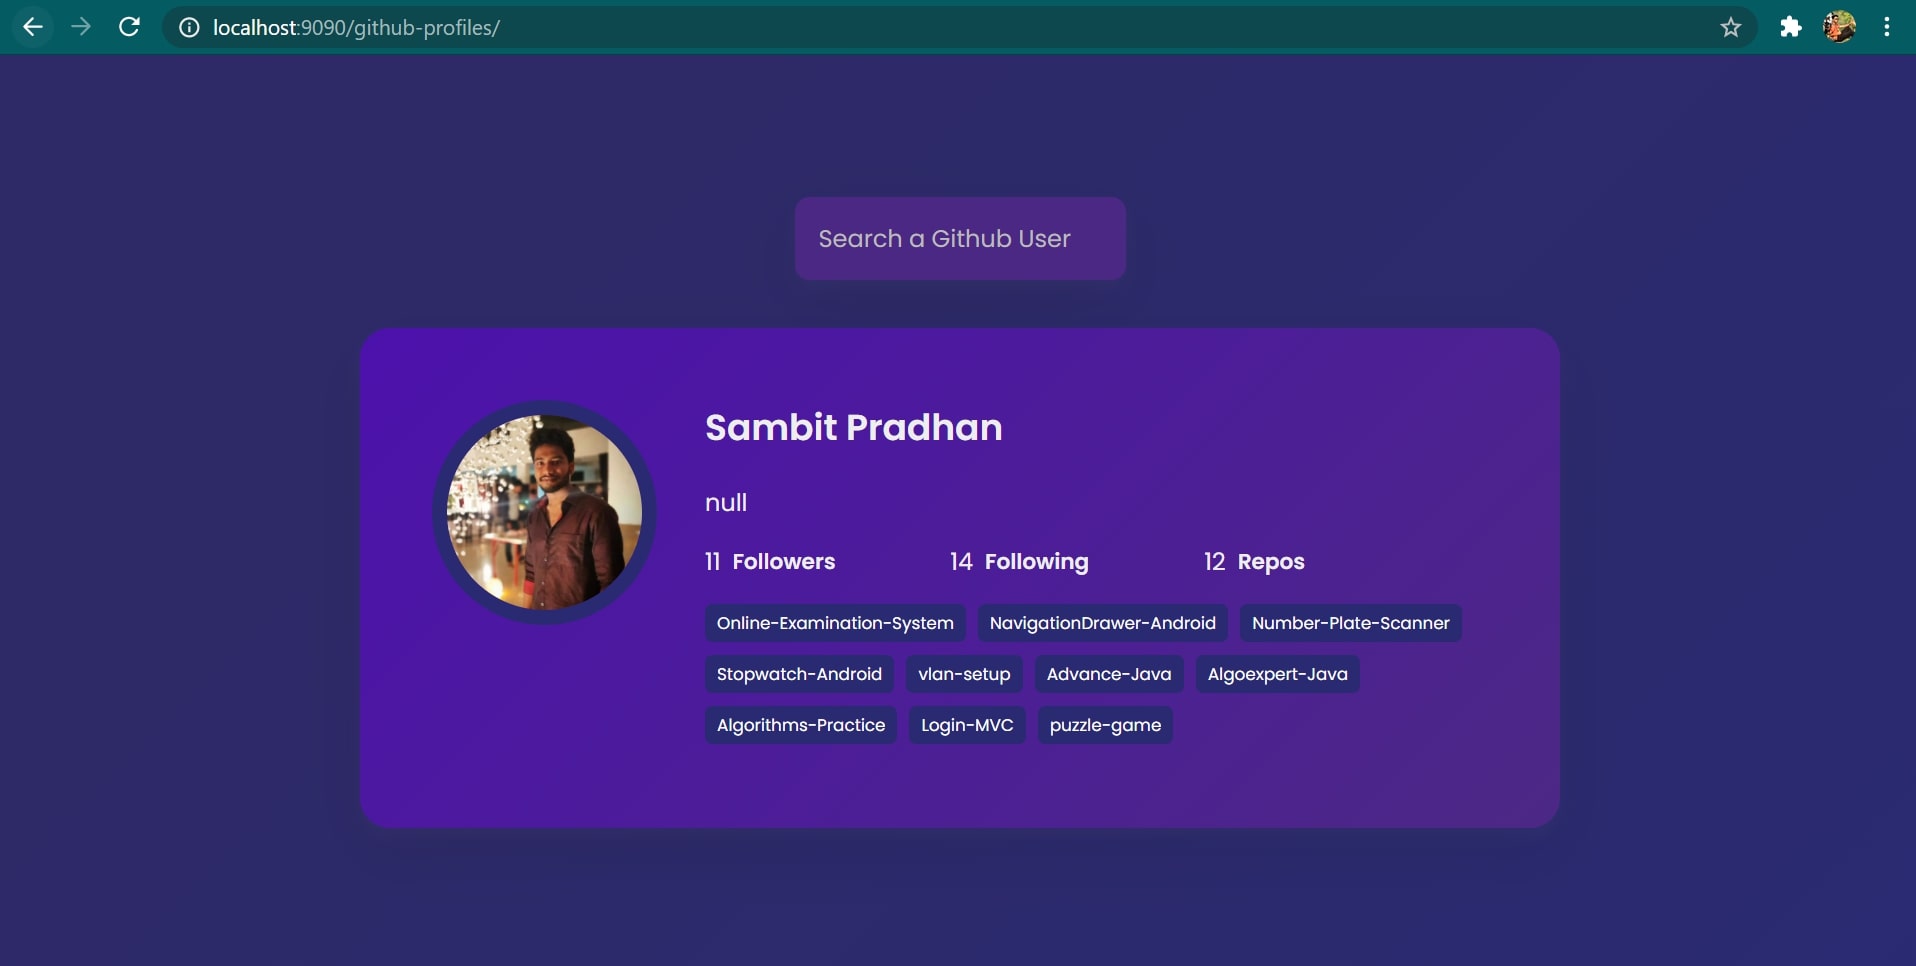 localhost:9090/github-profiles/
Search a Github User
Sambit Pradhan
null
11 Followers 14 Following 12 Repos
Online-Examination-System NavigationDrawer-Android Number-Plate-Scanner
Stopwatch-Android vlan-setup Advance-Java Algoexpert-Java
Algorithms-Practice Login-MVC puzzle-game